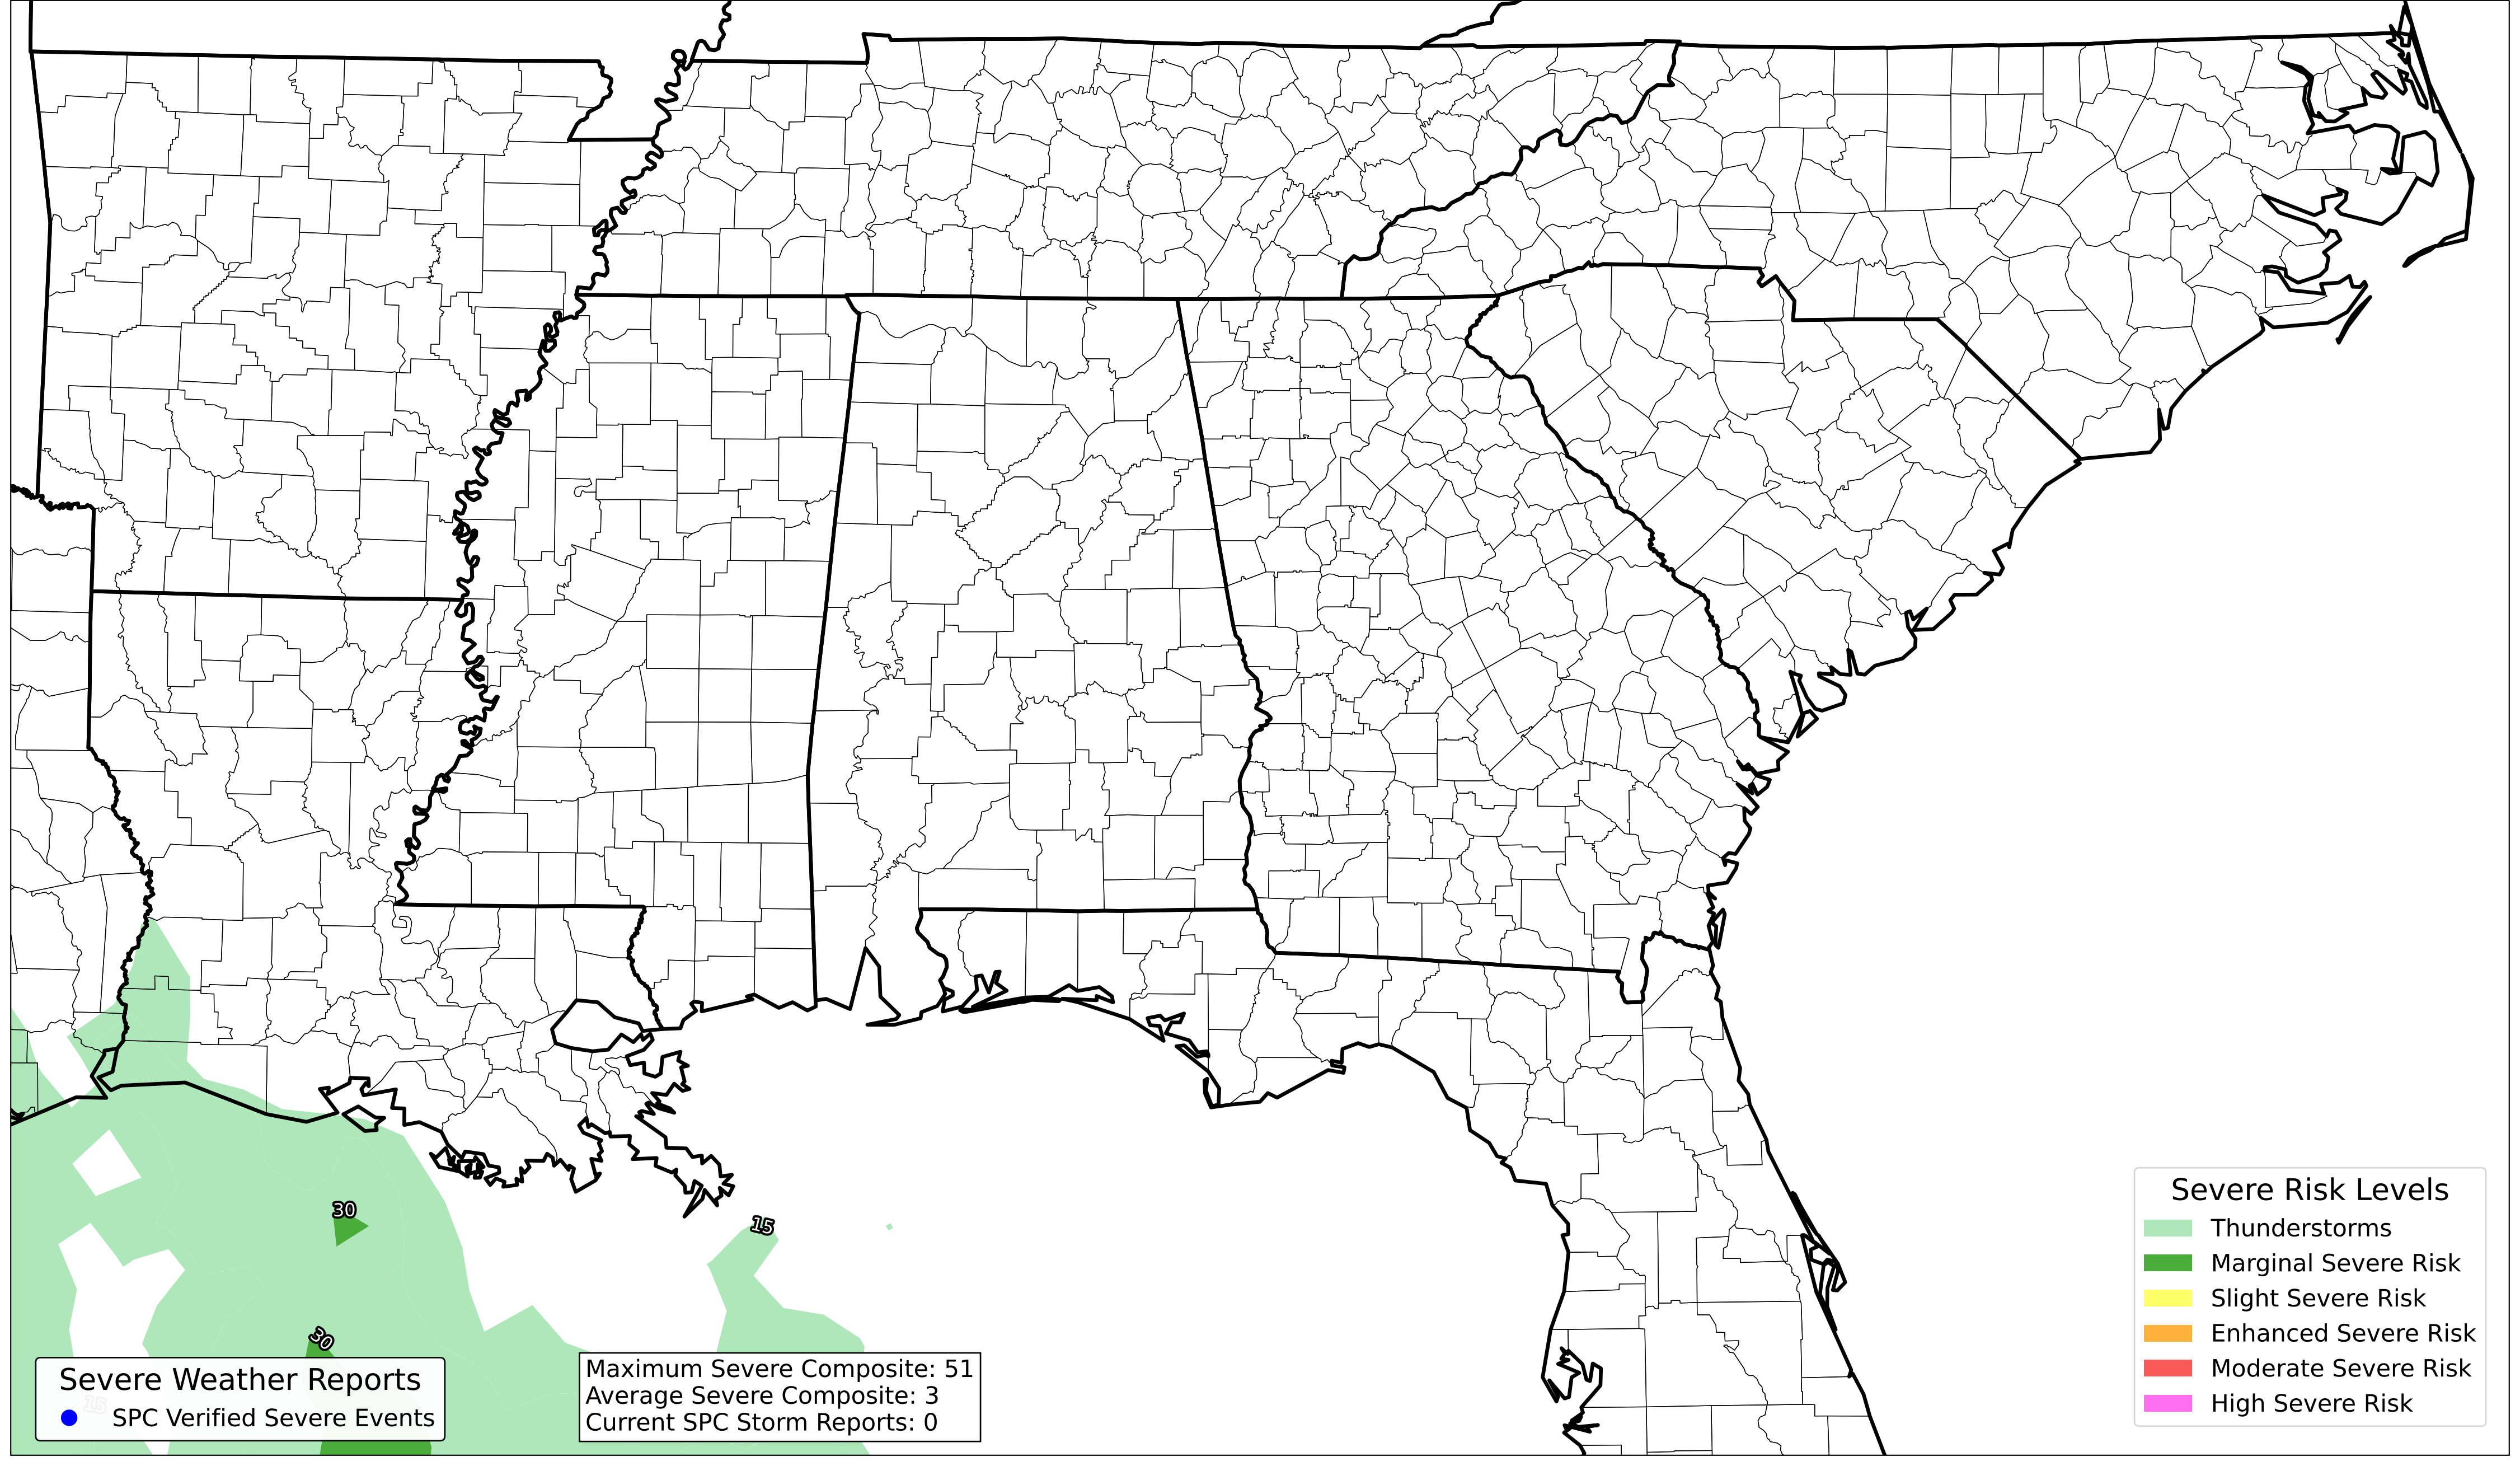 30
15
30
15
Severe Weather Reports
SPC Verified Severe Events
Maximum Severe Composite: 51
Average Severe Composite: 3
Current SPC Storm Reports: 0
Severe Risk Levels
Thunderstorms
Marginal Severe Risk
Slight Severe Risk
Enhanced Severe Risk
Moderate Severe Risk
High Severe Risk